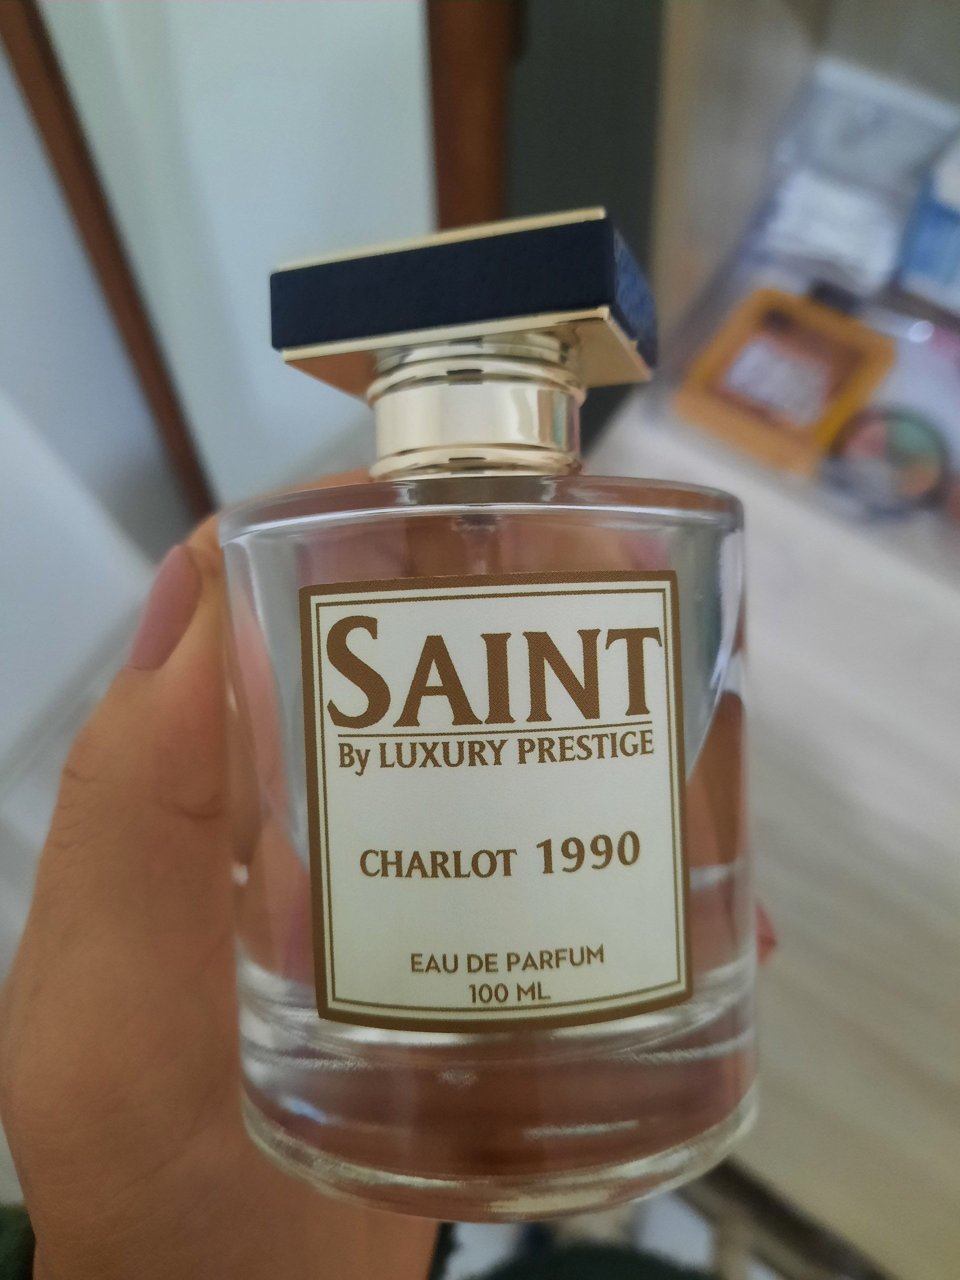 SAINT
By LUXURY PRESTIGE
CHARLOT 1990
EAU DE PARFUM
100 ML